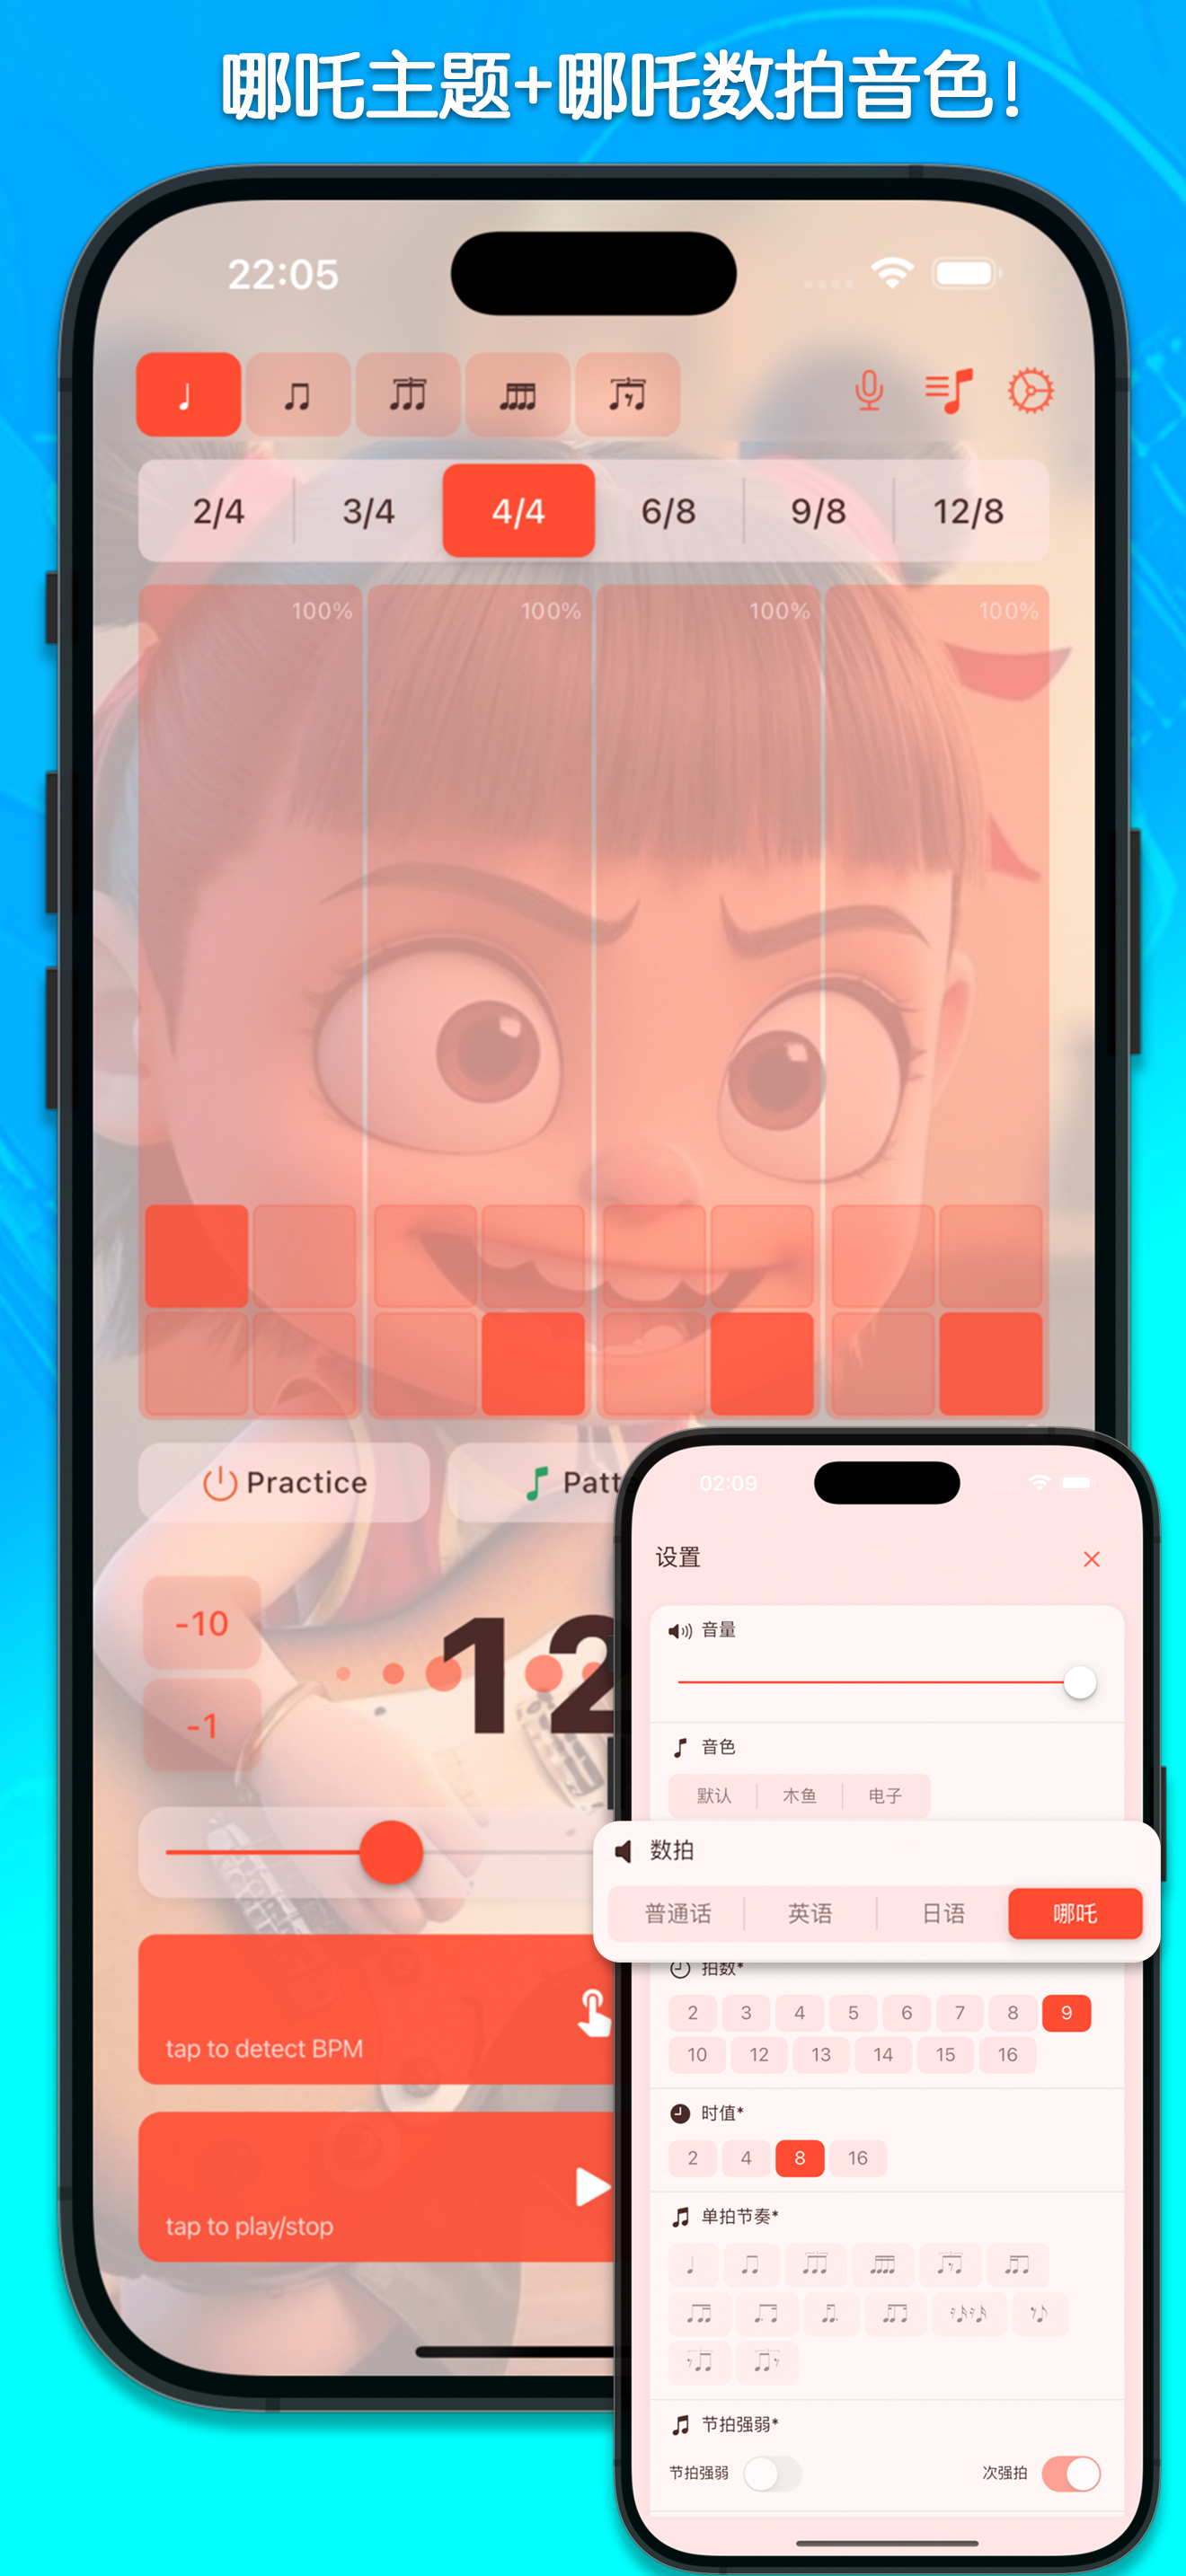 哪吒主题+哪吒数拍音色!
22:05
2/4 3/4 4/4 6/8 9/8 12/8
100% 100% 100% 100%
Practice Patt
-10
-1
12
tap to detect BPM
tap to play/stop
02:09
设置
音量
音色
默认 木鱼 电子
数拍
普通话 英语 日语 哪吒
拍数*
2 3 4 5 6 7 8 9
10 12 13 14 15 16
时值*
2 4 8 16
单拍节奏*
节拍强弱*
节拍强弱 次强拍